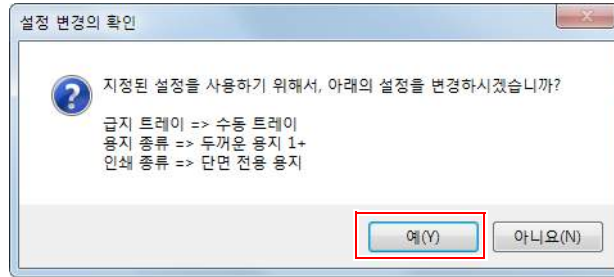 설정 변경의 확인
지정된 설정을 사용하기 위해서, 아래의 설정을 변경하시겠습니까?
급지 트레이 => 수동 트레이
용지 종류 => 두꺼운 용지 1+
인쇄 종류 => 단면 전용 용지
예(Y)
아니요(N)